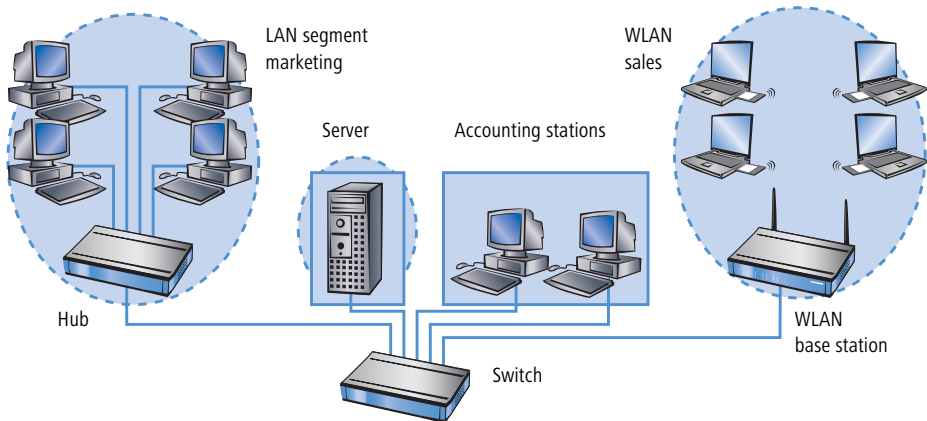 LAN segment
marketing
WLAN
sales
Server
Accounting stations
Hub
WLAN
base station
Switch